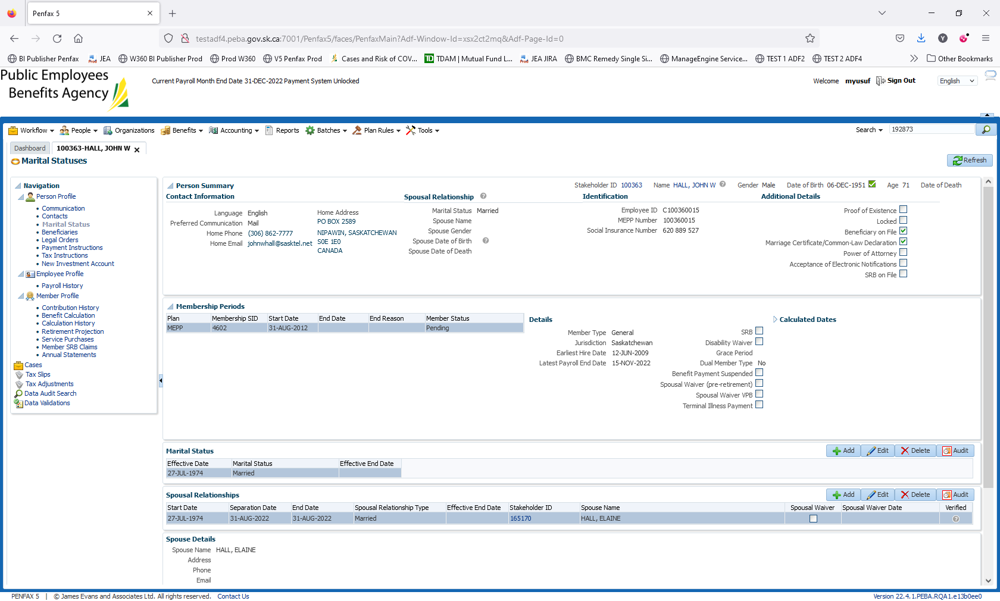 Penfax 5
testadf4.peba.gov.sk.ca:7001/Penfax5/faces/PenfaxMain?Adf-Window-Id=xsx2ct2mq&Adf-Page-Id=0
BI Publisher Penfax JEA W360 BI Publisher Prod Prod W360 V5 Penfax Prod Cases and Risk of COV... TDAM | Mutual Fund L... JEA JIRA BMC Remedy Single Si... ManageEngine Service... TEST 1 ADF2 TEST 2 ADF4 Other Bookmarks
Public Employees
Benefits Agency
Current Payroll Month End Date 31-DEC-2022 Payment System Unlocked
Welcome myusuf Sign Out English
Workflow People Organizations Benefits Accounting Reports Batches Plan Rules Tools Search 192873
Dashboard 100363-HALL, JOHN W
Marital Statuses
Refresh
Navigation
Person Profile
Communication
Contacts
Marital Status
Beneficiaries
Legal Orders
Payment Instructions
Tax Instructions
New Investment Account
Employee Profile
Payroll History
Member Profile
Contribution History
Benefit Calculation
Calculation History
Retirement Projection
Service Purchases
Member SRB Claims
Annual Statements
Cases
Tax Slips
Tax Adjustments
Data Audit Search
Data Validations
Person Summary
Stakeholder ID 100363 Name HALL, JOHN W Gender Male Date of Birth 06-DEC-1951 Age 71 Date of Death
Contact Information
Language English
Preferred Communication Mail
Home Phone (306) 862-7777
Home Email johnwhall@sasktel.net
Home Address
PO BOX 2589
NIPAWIN, SASKATCHEWAN
S0E 1E0
CANADA
Spousal Relationship
Marital Status Married
Spouse Name
Spouse Gender
Spouse Date of Birth
Spouse Date of Death
Identification
Employee ID C100360015
MEPP Number 100360015
Social Insurance Number 620 889 527
Additional Details
Proof of Existence
Locked
Beneficiary on File
Marriage Certificate/Common-Law Declaration
Power of Attorney
Acceptance of Electronic Notifications
SRB on File
Membership Periods
Plan Membership SID Start Date End Date End Reason Member Status
MEPP 4602 31-AUG-2012 Pending
Details
Member Type General
Jurisdiction Saskatchewan
Earliest Hire Date 12-JUN-2009
Latest Payroll End Date 15-NOV-2022
SRB
Disability Waiver
Grace Period
Dual Member Type No
Benefit Payment Suspended
Spousal Waiver (pre-retirement)
Spousal Waiver VPB
Terminal Illness Payment
Calculated Dates
Marital Status
Add Edit Delete Audit
Effective Date Marital Status Effective End Date
27-JUL-1974 Married
Spousal Relationships
Add Edit Delete Audit
Start Date Separation Date End Date Spousal Relationship Type Effective End Date Stakeholder ID Spouse Name Spousal Waiver Spousal Waiver Date Verified
27-JUL-1974 31-AUG-2022 31-AUG-2022 Married 165170 HALL, ELAINE
Spouse Details
Spouse Name HALL, ELAINE
Address
Phone
Email
PENFAX 5 | © James Evans and Associates Ltd. All rights reserved. Contact Us
Version 22.4.1.PEBA.RQA1.e13b0ee0